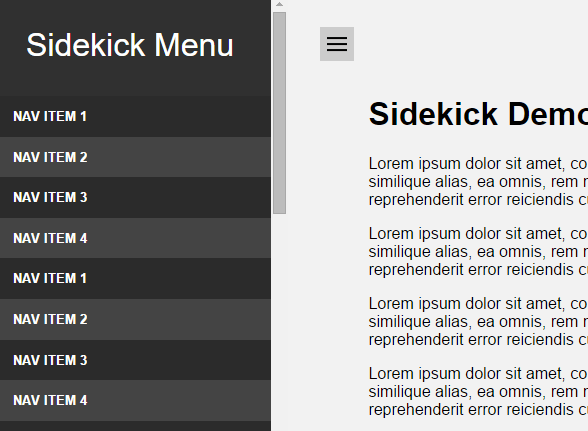 Sidekick Menu
NAV ITEM 1
NAV ITEM 2
NAV ITEM 3
NAV ITEM 4
NAV ITEM 1
NAV ITEM 2
NAV ITEM 3
NAV ITEM 4
Sidekick Demo
Lorem ipsum dolor sit amet,
similique alias, ea omnis, rem
reprehenderit error reiciendis
Lorem ipsum dolor sit amet,
similique alias, ea omnis, rem
reprehenderit error reiciendis
Lorem ipsum dolor sit amet,
similique alias, ea omnis, rem
reprehenderit error reiciendis
Lorem ipsum dolor sit amet,
similique alias, ea omnis, rem
reprehenderit error reiciendis